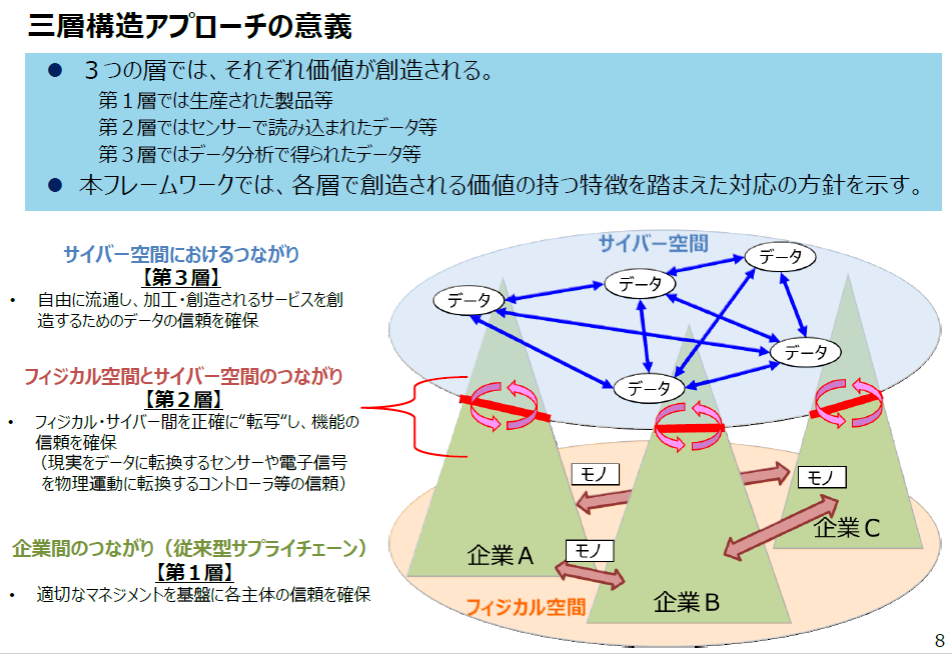 三層構造アプローチの意義
● 3つの層では、それぞれ価値が創造される。
第1層では生産された製品等
第2層ではセンサーで読み込まれたデータ等
第3層ではデータ分析で得られたデータ等
● 本フレームワークでは、各層で創造される価値の持つ特徴を踏まえた対応の方針を示す。
サイバー空間におけるつながり
【第3層】
• 自由に流通し、加工・創造されるサービスを創
造するためのデータの信頼を確保
フィジカル空間とサイバー空間のつながり
【第2層】
• フィジカル・サイバー間を正確に“転写“し、機能の
信頼を確保
（現実をデータに転換するセンサーや電子信号
を物理運動に転換するコントローラ等の信頼）
企業間のつながり（従来型サプライチェーン）
【第1層】
• 適切なマネジメントを基盤に各主体の信頼を確保
サイバー空間
データ
データ
データ
データ
データ
モノ
モノ
モノ
企業A
企業B
企業C
フィジカル空間
8